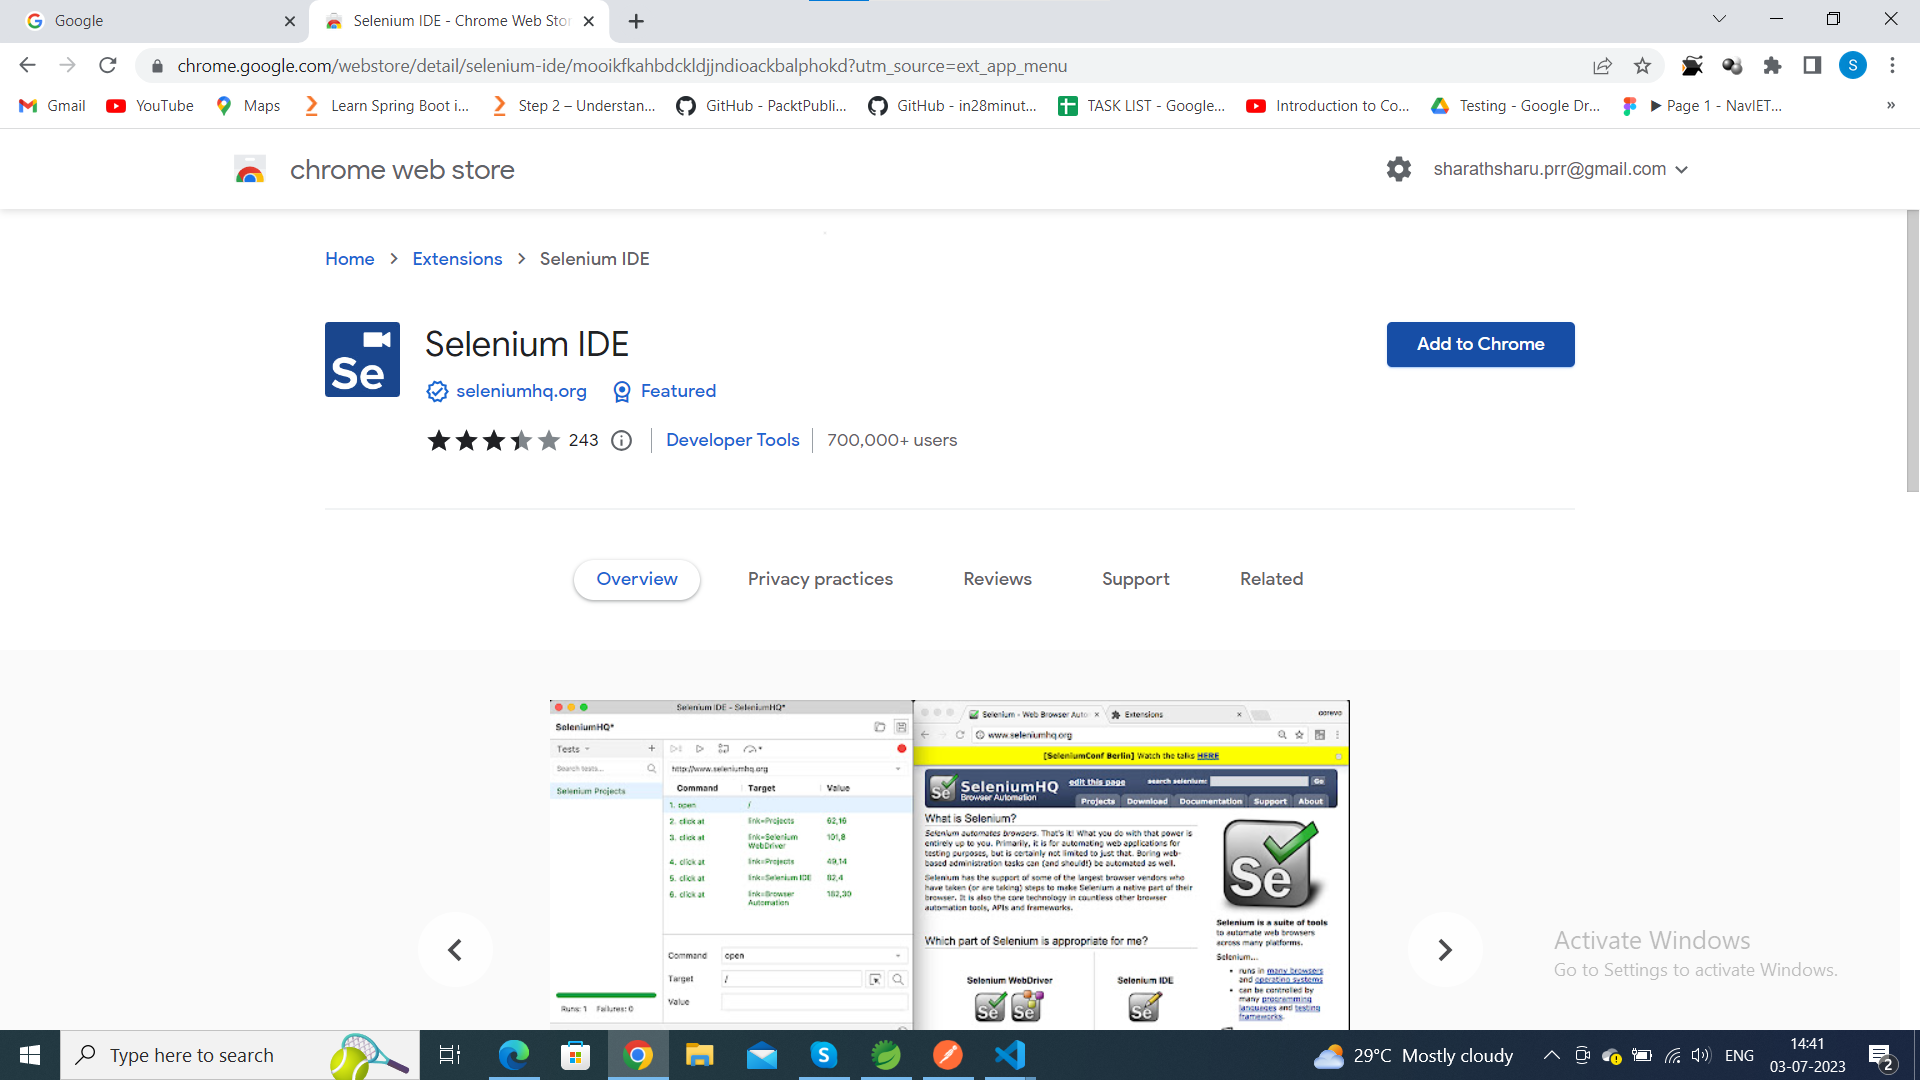 Google
Selenium IDE - Chrome Web Stor
chrome.google.com/webstore/detail/selenium-ide/mooikfkahbdckldjjndioackbalphokd?utm_source=ext_app_menu
S
Gmail
YouTube
Maps
Learn Spring Boot i...
Step 2 – Understan...
GitHub - PacktPubli...
GitHub - in28minut...
TASK LIST - Google...
Introduction to Co...
Testing - Google Dr...
▶ Page 1 - NavIET...
»
chrome web store
sharathsharu.prr@gmail.com
Home > Extensions > Selenium IDE
Se
Selenium IDE
Add to Chrome
seleniumhq.org
Featured
243
Developer Tools
700,000+ users
Overview
Privacy practices
Reviews
Support
Related
Selenium IDE - SeleniumHQ*
SeleniumHQ*
Tests
Search tests...
Selenium Projects
http://www.seleniumhq.org
Command Target Value
1. open /
2. click at link=Projects 62,16
3. click at link=Selenium WebDriver 101,8
4. click at link=Projects 49,14
5. click at link=Selenium IDE 82,4
6. click at link=Browser Automation 182,30
Command open
Target /
Value
Runs: 1 Failures: 0
Selenium - Web Browser Auto
Extensions
www.seleniumhq.org
[SeleniumConf Berlin] Watch the talks HERE
Se
SeleniumHQ
Browser Automation
edit this page
search selenium:
Go
Projects
Download
Documentation
Support
About
What is Selenium?
Selenium automates browsers. That's it! What you do with that power is
entirely up to you. Primarily, it is for automating web applications for
testing purposes, but is certainly not limited to just that. Boring web-
based administration tasks can (and should!) be automated as well.
Selenium has the support of some of the largest browser vendors who
have taken (or are taking) steps to make Selenium a native part of their
browser. It is also the core technology in countless other browser
automation tools, APIs and frameworks.
Which part of Selenium is appropriate for me?
Selenium WebDriver
Selenium IDE
Se
Se
Se
Se
Selenium is a suite of tools
to automate web browsers
across many platforms.
Selenium...
runs in many browsers
and operating systems
can be controlled by
many programming
languages and testing
frameworks.
Activate Windows
Go to Settings to activate Windows.
Type here to search
29°C Mostly cloudy
ENG
14:41
03-07-2023
2